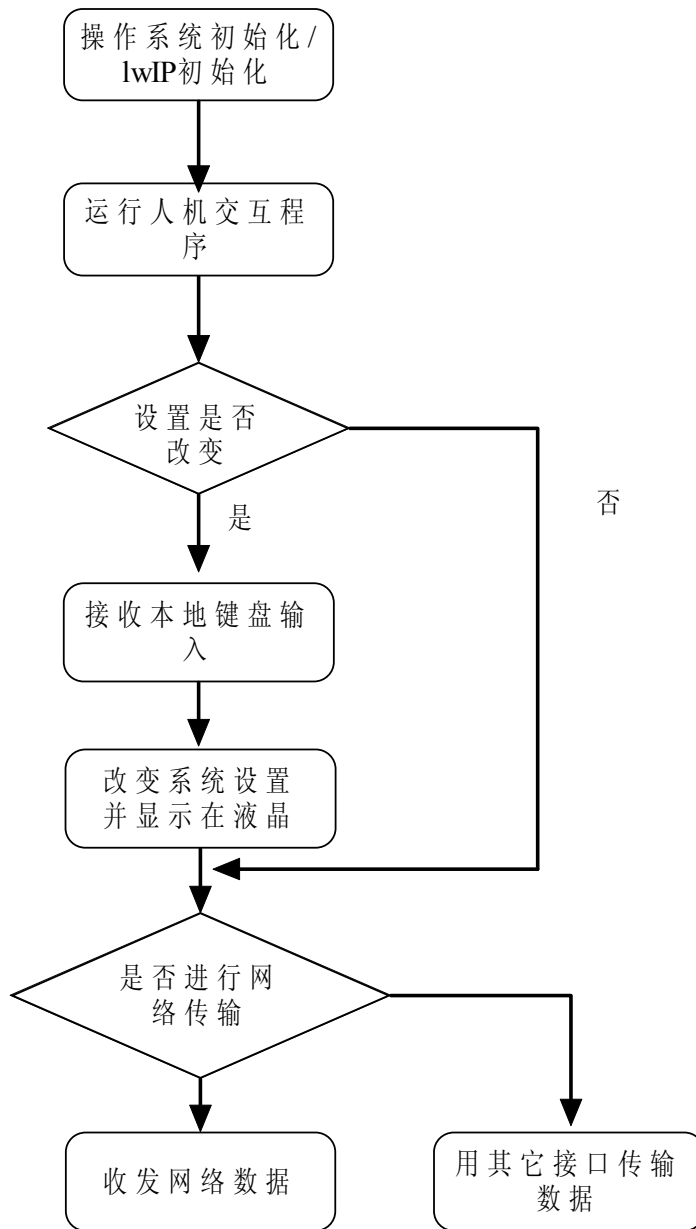 操作系统初始化/
lwIP初始化
运行人机交互程
序
设置是否
改变
是
否
接收本地键盘输
入
改变系统设置
并显示在液晶
是否进行网
络传输
收发网络数据
用其它接口传输
数据